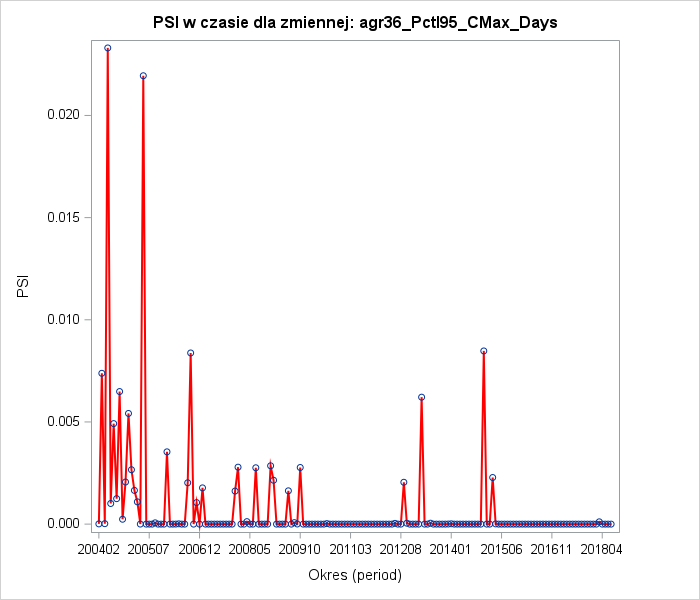 PSI w czasie dla zmiennej: agr36_Pctl95_CMax_Days
0.020
0.015
0.010
0.005
0.000
PSI
200402 200507 200612 200805 200910 201103 201208 201401 201506 201611 201804
Okres (period)